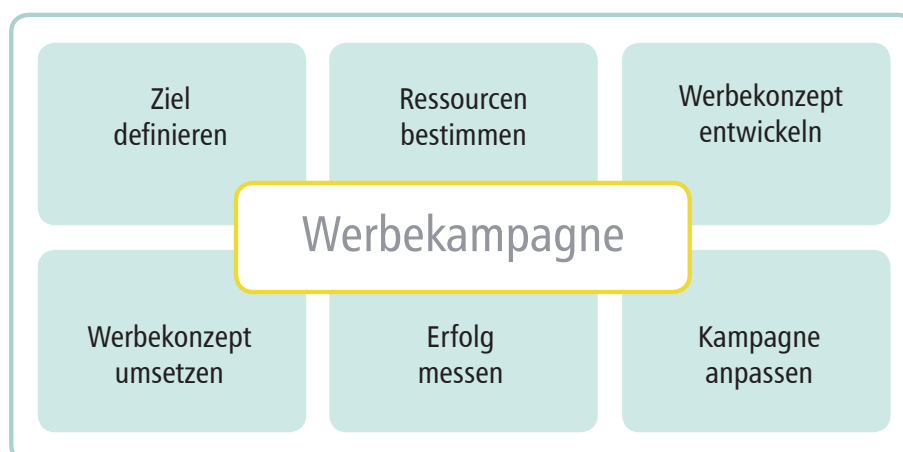 Ziel
definieren
Ressourcen
bestimmen
Werbekonzept
entwickeln
Werbekampagne
Werbekonzept
umsetzen
Erfolg
messen
Kampagne
anpassen